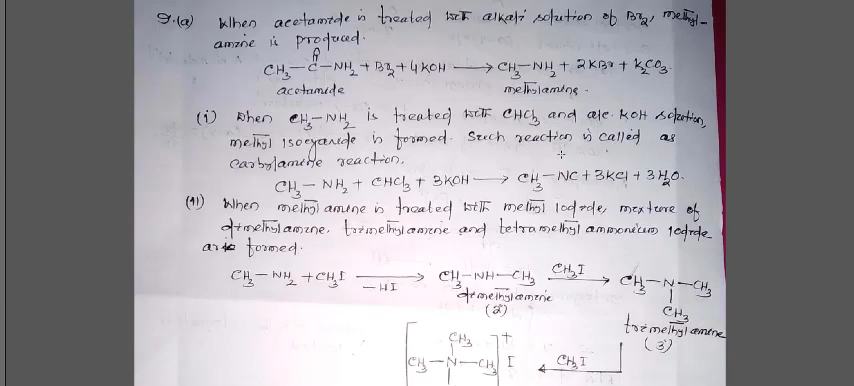 9.(a) When acetamide is treated with alkali solution of Br₂, methyl-
amine is produced.
O
CH₃ – C – NH₂ + Br₂ + 4KOH ⟶ CH₃ – NH₂ + 2KBr + K₂CO₃.
acetamide methylamine.
(i) When CH₃ – NH₂ is treated with CHCl₃ and alc. KOH solution,
methyl isocyanide is formed. Such reaction is called as
carbylamine reaction.
CH₃ – NH₂ + CHCl₃ + 3KOH ⟶ CH₃ – NC + 3KCl + 3H₂O.
(ii) When methyl amine is treated with methyl Iodide, mixture of
dimethylamine, trimethylamine and tetramethyl ammonium Iodide
are formed.
CH₃ – NH₂ + CH₃I ⟶ CH₃ – NH – CH₃ CH₃I ⟶ CH₃ – N – CH₃
– HI
dimethylamine CH₃
(2°) trimethylamine
(3°)
CH₃ +
CH₃ – N – CH₃ I CH₃I